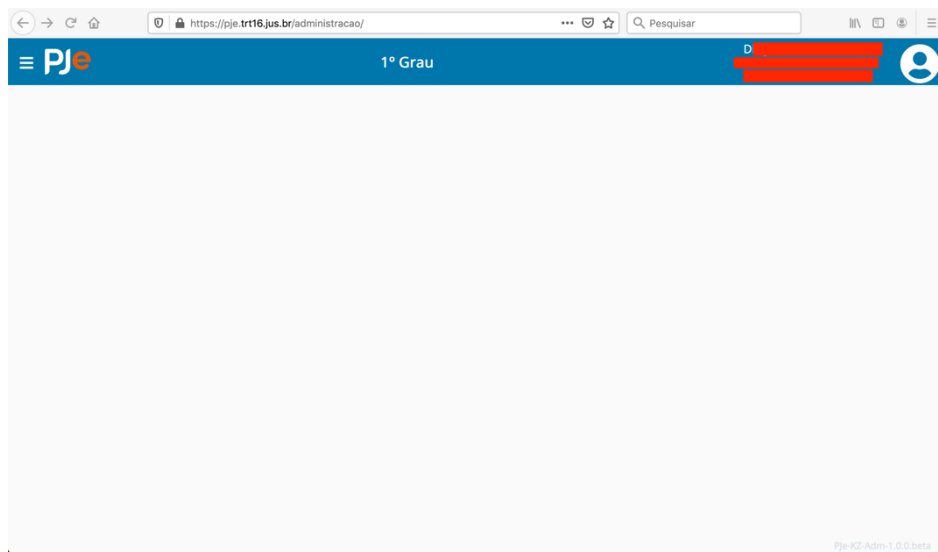 https://pje.trt16.jus.br/administracao/
Pesquisar
PJe
1º Grau
D
PJe-KZ-Adm-1.0.0.beta